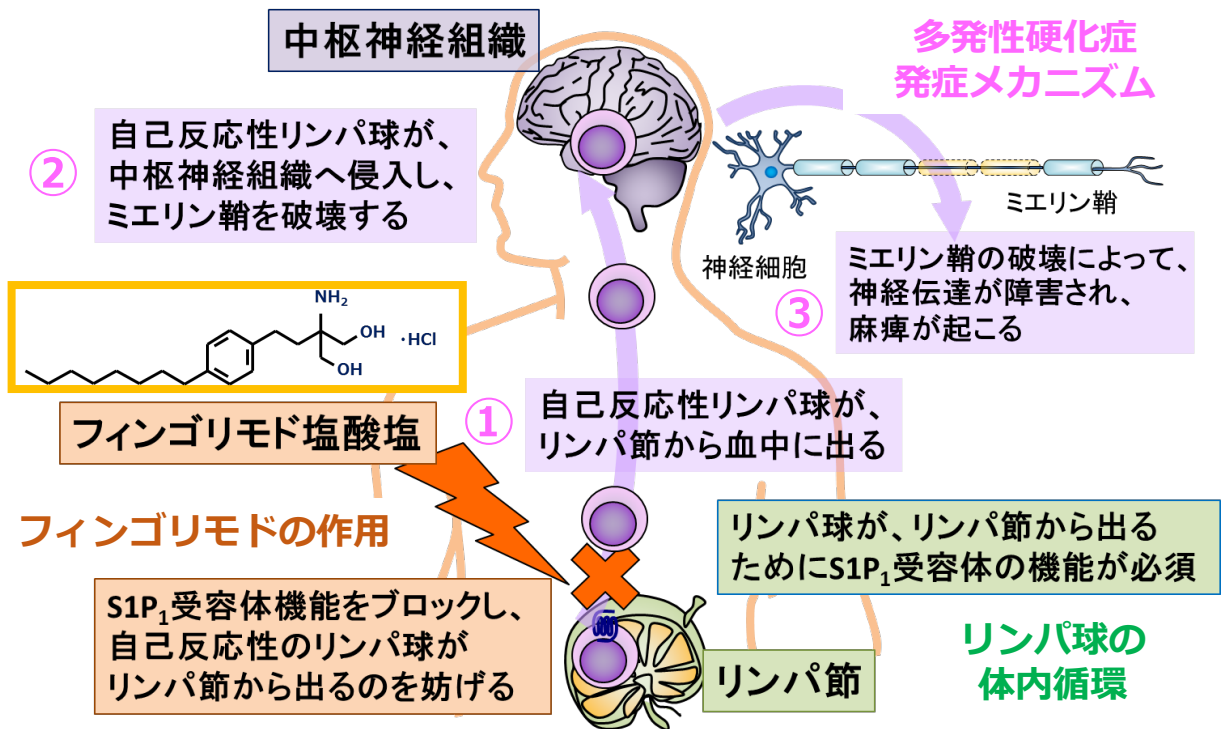 中枢神経組織
多発性硬化症
発症メカニズム
②
自己反応性リンパ球が、
中枢神経組織へ侵入し、
ミエリン鞘を破壊する
ミエリン鞘
神経細胞
③
ミエリン鞘の破壊によって、
神経伝達が障害され、
麻痺が起こる
NH₂
OH
·HCl
OH
フィンゴリモド塩酸塩
①
自己反応性リンパ球が、
リンパ節から血中に出る
フィンゴリモドの作用
リンパ球が、リンパ節から出る
ためにS1P₁受容体の機能が必須
S1P₁受容体機能をブロックし、
自己反応性のリンパ球が
リンパ節から出るのを妨げる
リンパ節
リンパ球の
体内循環